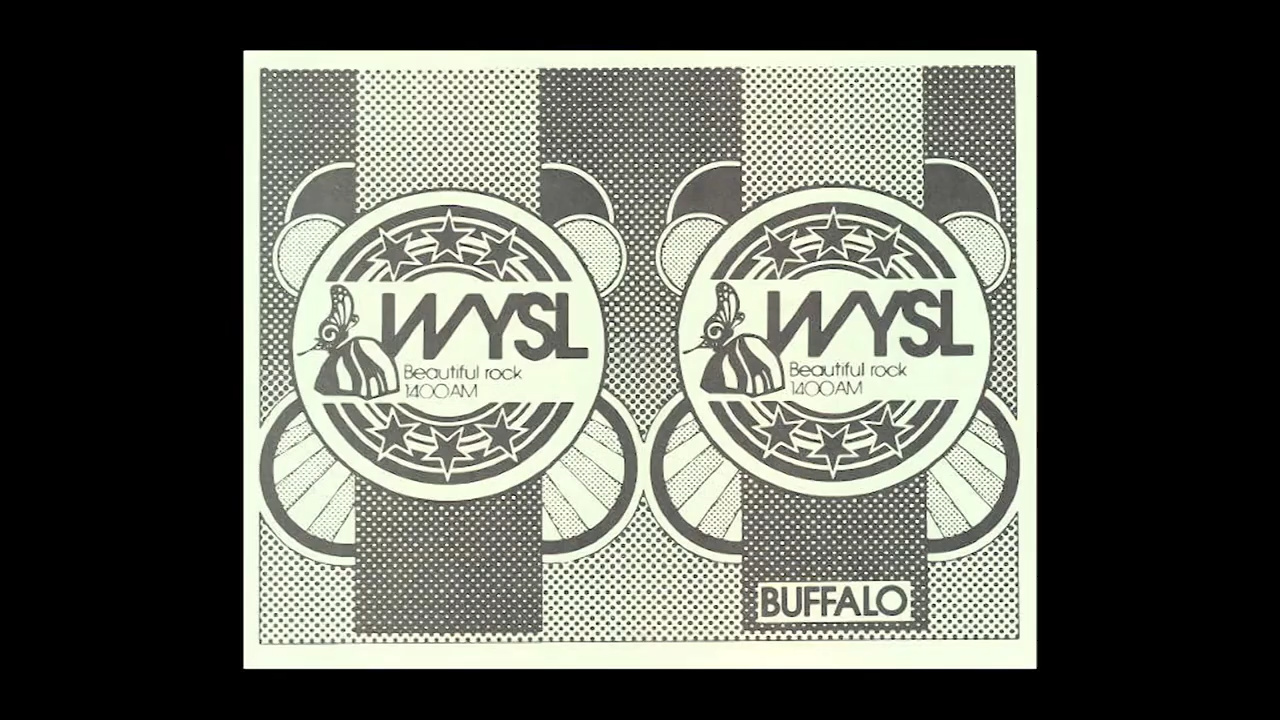 WYSL
Beautiful rock
1400AM
WYSL
Beautiful rock
1400AM
BUFFALO